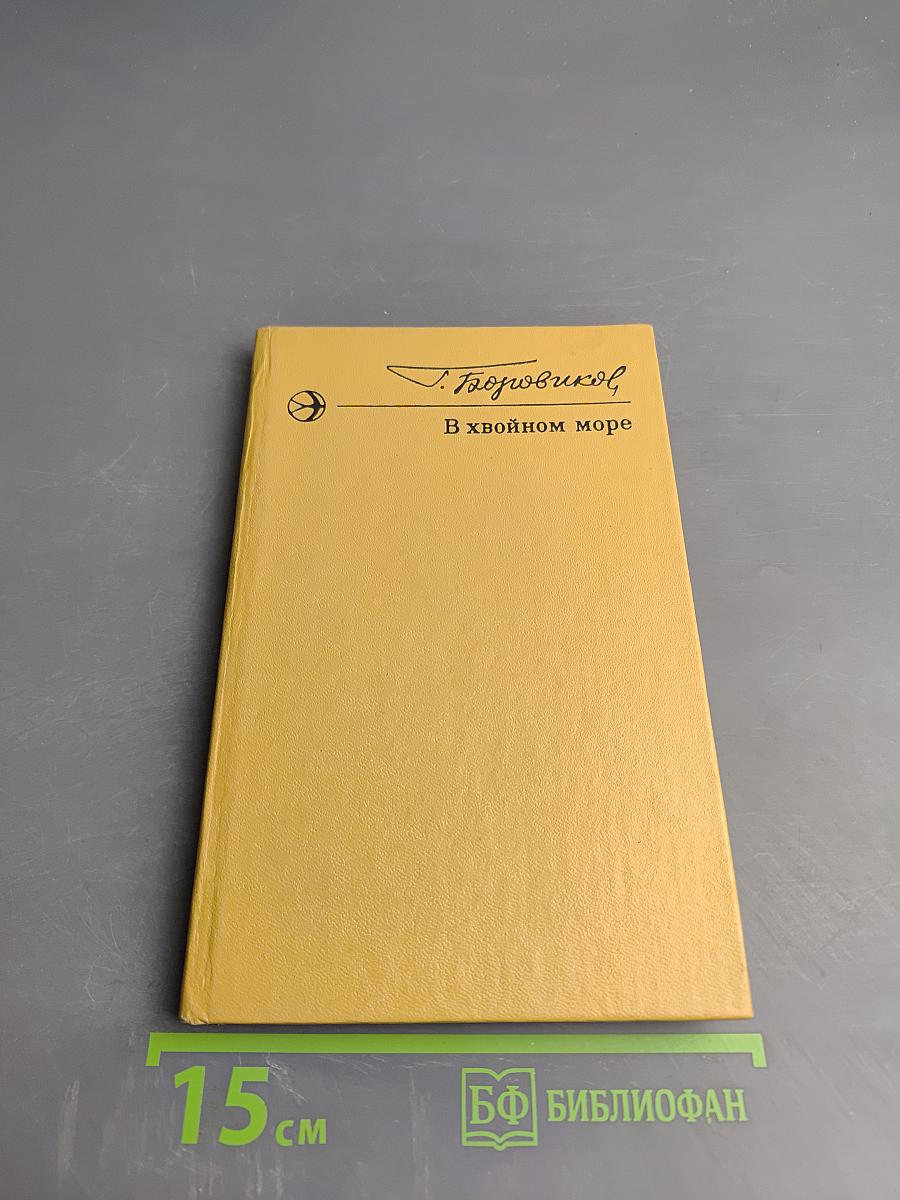 Г. Боровиков
В хвойном море
15 см
БФ БИБЛИОФАН